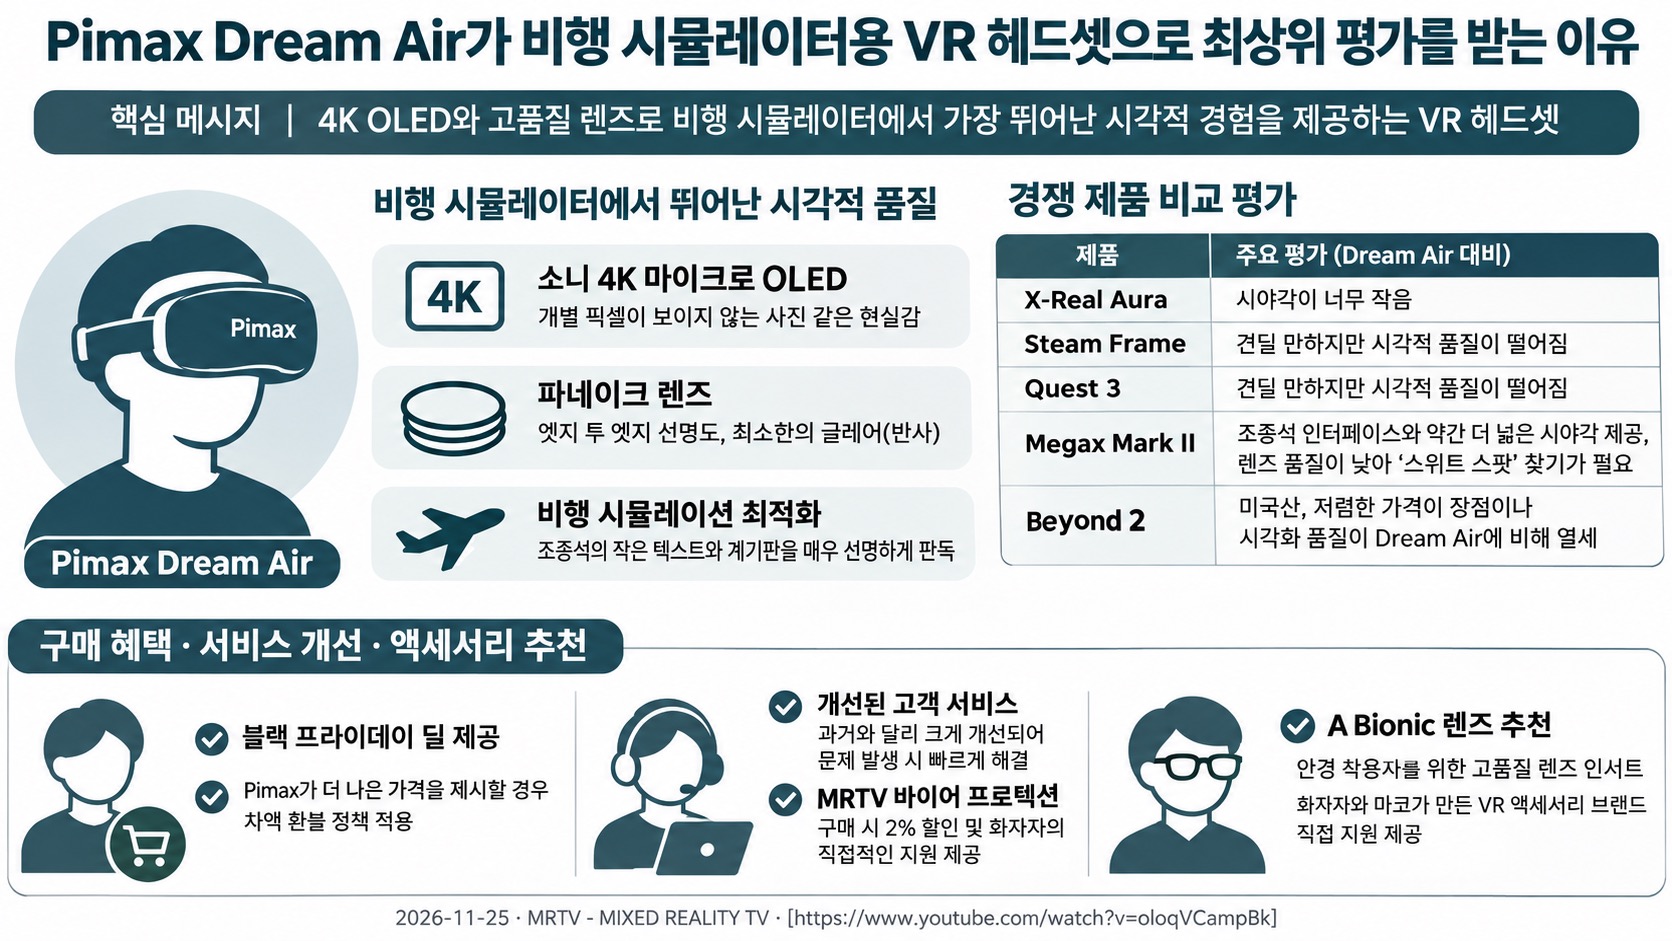 Pimax Dream Air가 비행 시뮬레이터용 VR 헤드셋으로 최상위 평가를 받는 이유
핵심 메시지 | 4K OLED와 고품질 렌즈로 비행 시뮬레이터에서 가장 뛰어난 시각적 경험을 제공하는 VR 헤드셋
Pimax
Pimax Dream Air
비행 시뮬레이터에서 뛰어난 시각적 품질
4K
소니 4K 마이크로 OLED
개별 픽셀이 보이지 않는 사진 같은 현실감
파네이크 렌즈
엣지 투 엣지 선명도, 최소한의 글레어(반사)
비행 시뮬레이션 최적화
조종석의 작은 텍스트와 계기판을 매우 선명하게 판독
경쟁 제품 비교 평가
제품 주요 평가 (Dream Air 대비)
X-Real Aura 시야각이 너무 작음
Steam Frame 견딜 만하지만 시각적 품질이 떨어짐
Quest 3 견딜 만하지만 시각적 품질이 떨어짐
Megax Mark II 조종석 인터페이스와 약간 더 넓은 시야각 제공,
렌즈 품질이 낮아 ‘스위트 스팟’ 찾기가 필요
Beyond 2 미국산, 저렴한 가격이 장점이나
시각화 품질이 Dream Air에 비해 열세
구매 혜택 · 서비스 개선 · 액세서리 추천
블랙 프라이데이 딜 제공
Pimax가 더 나은 가격을 제시할 경우
차액 환블 정책 적용
개선된 고객 서비스
과거와 달리 크게 개선되어
문제 발생 시 빠르게 해결
MRTV 바이어 프로텍션
구매 시 2% 할인 및 화자자의
직접적인 지원 제공
A Bionic 렌즈 추천
안경 착용자를 위한 고품질 렌즈 인서트
화자자와 마코가 만든 VR 액세서리 브랜드
직접 지원 제공
2026-11-25 · MRTV - MIXED REALITY TV · [https://www.youtube.com/watch?v=oloqVCampBk]